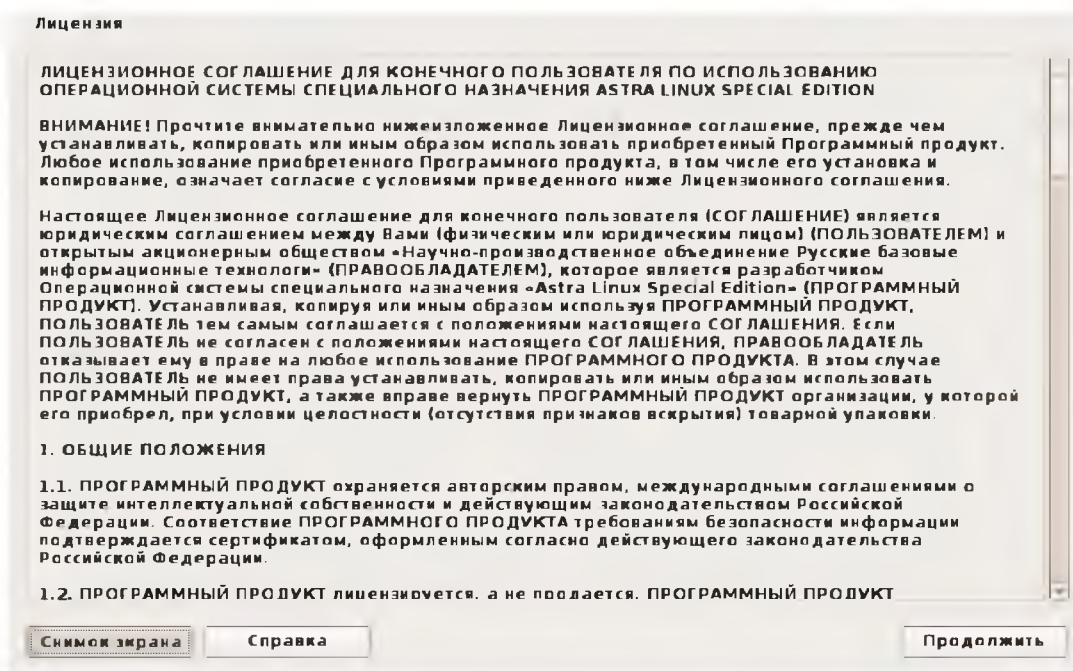 Лицензия
ЛИЦЕНЗИОННОЕ СОГЛАШЕНИЕ ДЛЯ КОНЕЧНОГО ПОЛЬЗОВАТЕЛЯ ПО ИСПОЛЬЗОВАНИЮ
ОПЕРАЦИОННОЙ СИСТЕМЫ СПЕЦИАЛЬНОГО НАЗНАЧЕНИЯ ASTRA LINUX SPECIAL EDITION
ВНИМАНИЕ! Прочтите внимательно нижеизложенное Лицензионное соглашение, прежде чем
устанавливать, копировать или иным образом использовать приобретенный Программный продукт.
Любое использование приобретенного Программного продукта, в том числе его установка и
копирование, означает согласие с условиями приведенного ниже Лицензионного соглашения.
Настоящее Лицензионное соглашение для конечного пользователя (СОГЛАШЕНИЕ) является
юридическим соглашением между Вами (физическим или юридическим лицом) (ПОЛЬЗОВАТЕЛЕМ) и
открытым акционерным обществом «Научно-производственное объединение Русские базовые
информационные технологи» (ПРАВООБЛАДАТЕЛЕМ), которое является разработчиком
Операционной системы специального назначения «Astra Linux Special Edition» (ПРОГРАММНЫЙ
ПРОДУКТ). Устанавливая, копируя или иным образом используя ПРОГРАММНЫЙ ПРОДУКТ,
ПОЛЬЗОВАТЕЛЬ тем самым соглашается с положениями настоящего СОГЛАШЕНИЯ. Если
ПОЛЬЗОВАТЕЛЬ не согласен с положениями настоящего СОГЛАШЕНИЯ, ПРАВООБЛАДАТЕЛЬ
отказывает ему в праве на любое использование ПРОГРАММНОГО ПРОДУКТА. В этом случае
ПОЛЬЗОВАТЕЛЬ не имеет права устанавливать, копировать или иным образом использовать
ПРОГРАММНЫЙ ПРОДУКТ, а также вправе вернуть ПРОГРАММНЫЙ ПРОДУКТ организации, у которой
его приобрел, при условии целостности (отсутствия признаков вскрытия) товарной упаковки.
1. ОБЩИЕ ПОЛОЖЕНИЯ
1.1. ПРОГРАММНЫЙ ПРОДУКТ охраняется авторским правом, международными соглашениями о
защите интеллектуальной собственности и действующим законодательством Российской
Федерации. Соответствие ПРОГРАММНОГО ПРОДУКТА требованиям безопасности информации
подтверждается сертификатом, оформленным согласно действующего законодательства
Российской Федерации.
1.2. ПРОГРАММНЫЙ ПРОДУКТ лицензируется, а не продается. ПРОГРАММНЫЙ ПРОДУКТ
Снимок экрана
Справка
Продолжить